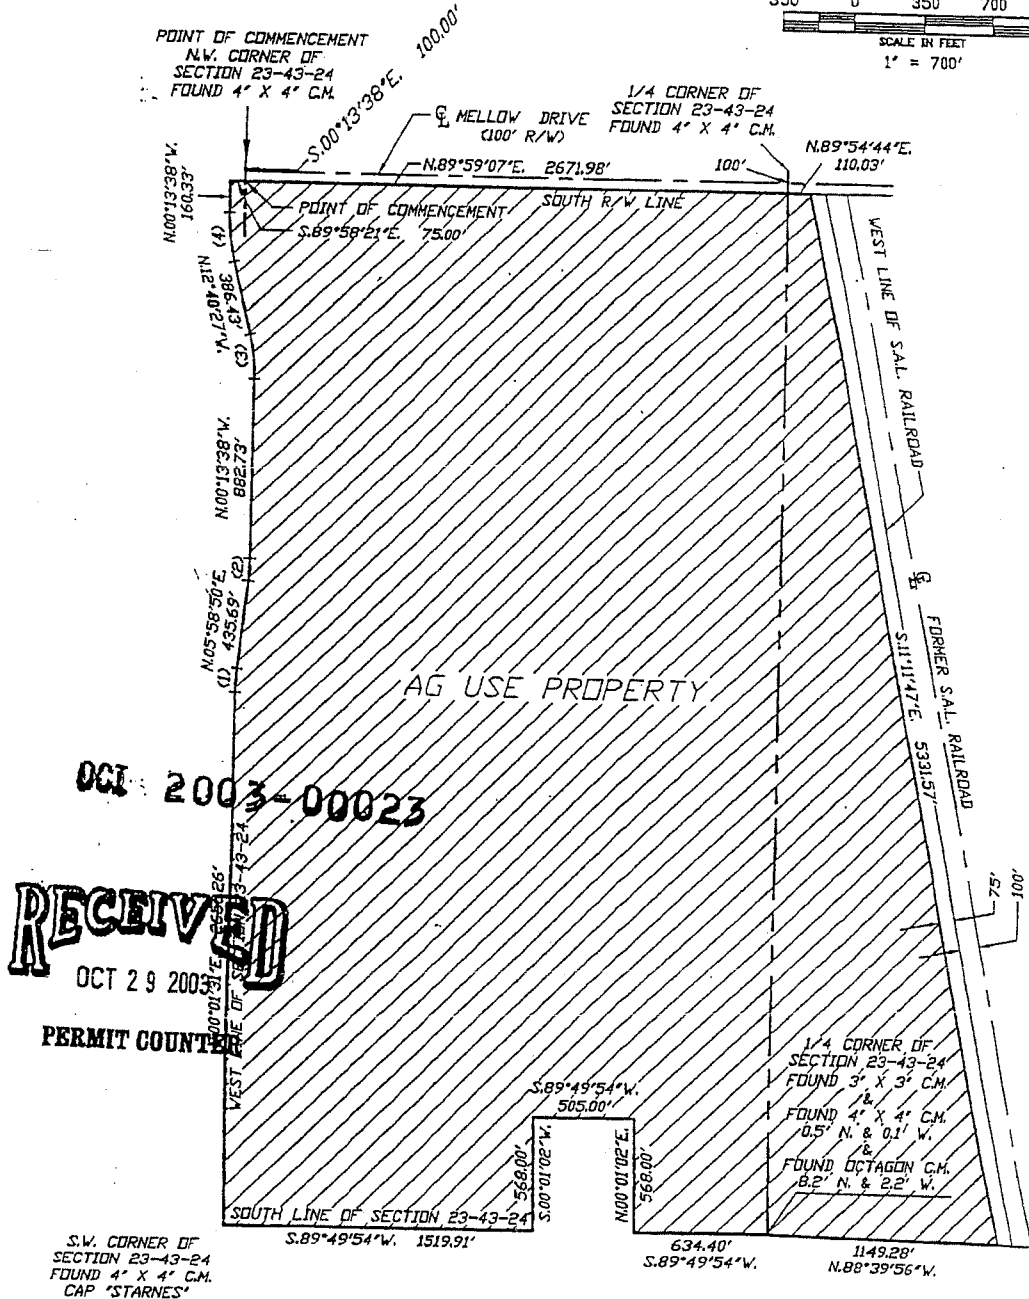 350 0 350 700
SCALE IN FEET
1" = 700'
POINT OF COMMENCEMENT
N.W. CORNER OF
SECTION 23-43-24
FOUND 4" X 4" C.M.
S.00°13'38"E. 100.00'
℄ MELLOW DRIVE
(100' R/W)
1/4 CORNER OF
SECTION 23-43-24
FOUND 4" X 4" C.M.
N.89°54'44"E.
110.03'
N.89°59'07"E. 2671.98'
100'
SOUTH R/W LINE
POINT OF COMMENCEMENT
S.89°58'21"E. 75.00'
N.00°13'38"W.
160.33'
(4)
386.43'
N.12°40'27"W.
(3)
N.00°13'38"W.
882.73'
(2)
N.05°58'50"E.
435.69'
(1)
WEST LINE OF S.A.L. RAILROAD
℄ FORMER S.A.L. RAILROAD
S.11°11'47"E. 5331.57'
75'
100'
AG USE PROPERTY
DCI 2003-00023
RECEIVED
OCT 29 2003
PERMIT COUNTER
WEST LINE OF SECTION 23-43-24
00°01'31"E.
1/4 CORNER OF
SECTION 23-43-24
FOUND 3" X 3" C.M.
&
FOUND 4" X 4" C.M.
0.5' N. & 0.1' W.
&
FOUND OCTAGON C.M.
8.2' N. & 2.2' W.
S.89°49'54"W.
505.00'
568.00'
S.00°01'02"W.
N.00°01'02"E.
568.00'
SOUTH LINE OF SECTION 23-43-24
S.89°49'54"W. 1519.91'
634.40'
S.89°49'54"W.
1149.28'
N.88°39'56"W.
S.W. CORNER OF
SECTION 23-43-24
FOUND 4" X 4" C.M.
CAP "STARNES"